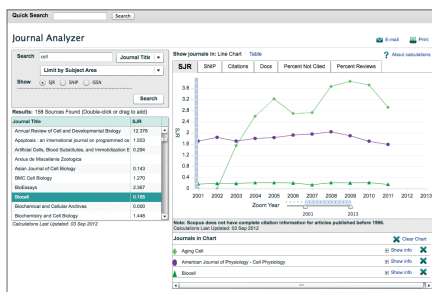 Quick Search
Search
Journal Analyzer
E-mail
Print
Search
cell
Journal Title
Limit by Subject Area
Show
SJR
SNIP
ISSN
Search
Results: 158 Sources Found (Double-click or drag to add)
Journal Title SJR
Annual Review of Cell and Developmental Biology 12.376
Apoptosis : an international journal on programmed ce 1.553
Artificial Cells, Blood Substitutes, and Immobilization B 0.294
Arxius de Miscellania Zoologica
Asian Journal of Cell Biology 0.143
BMC Cell Biology 1.270
BioEssays 2.367
Biocell 0.155
Biochemical and Cellular Archives 0.000
Biochemistry and Cell Biology 1.448
Calculations Last Updated: 03 Sep 2012
Show journals in: Line Chart Table
About calculations
SJR
SNIP
Citations
Docs
Percent Not Cited
Percent Reviews
SJR
3.6
3.2
2.8
2.4
2
1.6
1.2
0.8
0.4
0
2001 2002 2003 2004 2005 2006 2007 2008 2009 2010 2011 2012 2013
Zoom Year
2001 2013
Note: Scopus does not have complete citation information for articles published before 1996.
Calculations Last Updated: 03 Sep 2012
Journals in Chart
Clear Chart
Aging Cell
Show info
American Journal of Physiology - Cell Physiology
Show info
Biocell
Show info